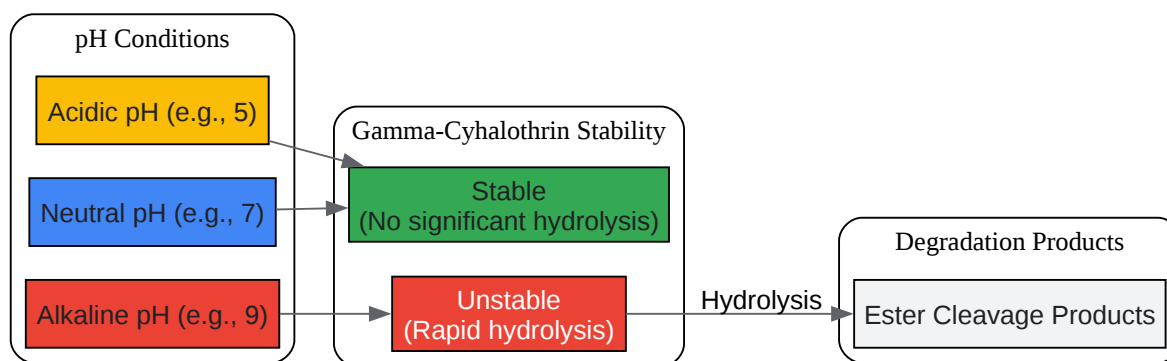 pH Conditions
Acidic pH (e.g., 5)
Neutral pH (e.g., 7)
Alkaline pH (e.g., 9)
Gamma-Cyhalothrin Stability
Stable
(No significant hydrolysis)
Unstable
(Rapid hydrolysis)
Hydrolysis
Degradation Products
Ester Cleavage Products